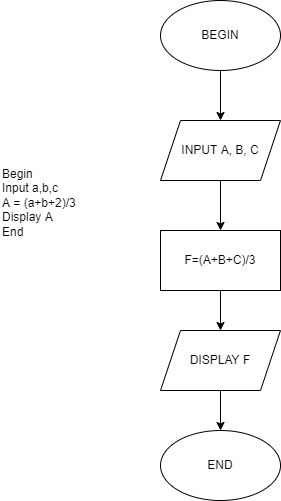 BEGIN
INPUT A, B, C
Begin
Input a,b,c
A = (a+b+2)/3
Display A
End
F=(A+B+C)/3
DISPLAY F
END